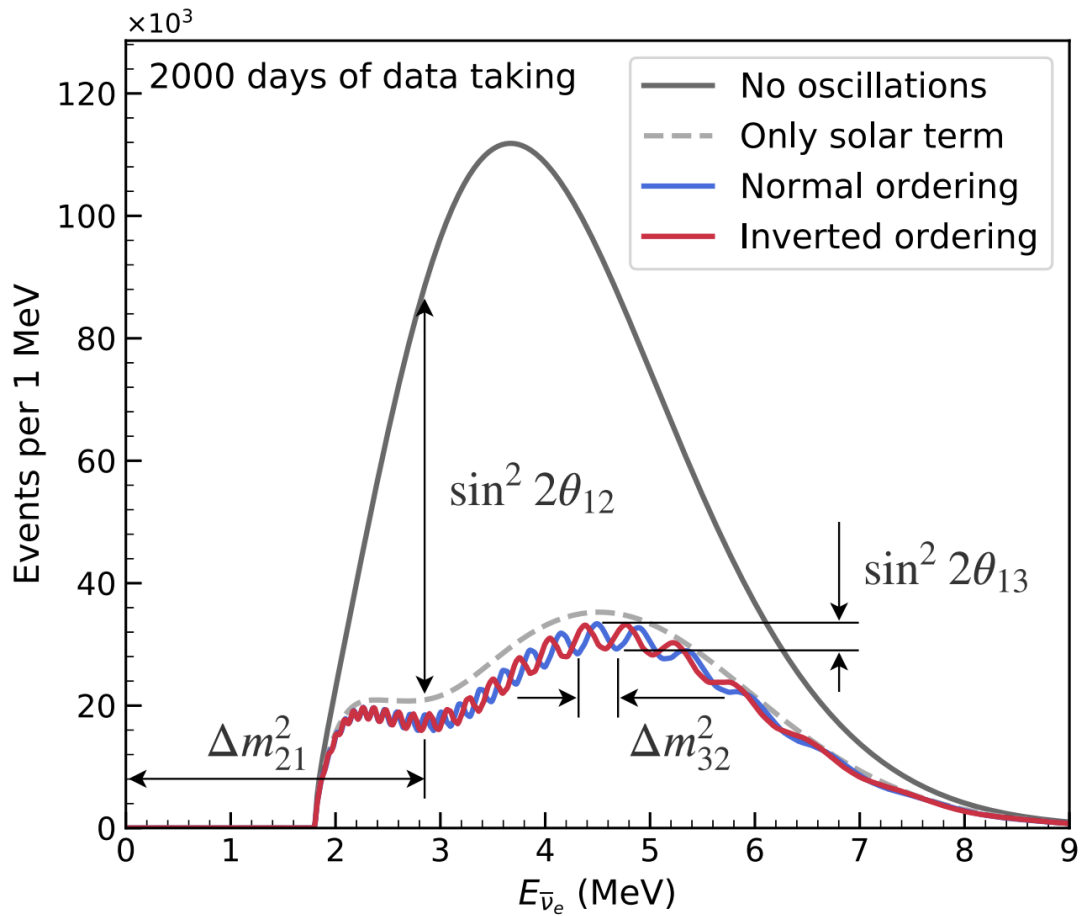 ×10³
2000 days of data taking
No oscillations
Only solar term
Normal ordering
Inverted ordering
120
100
80
60
40
20
0
Events per 1 MeV
sin² 2θ₁₂
sin² 2θ₁₃
Δm²₂₁
Δm²₃₂
0 1 2 3 4 5 6 7 8 9
E_ν̅ₑ (MeV)